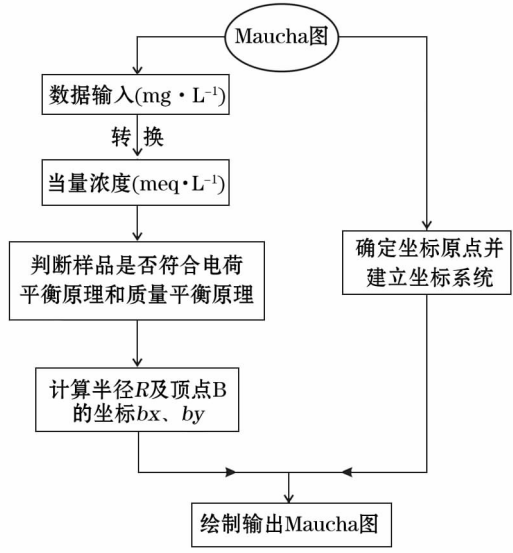 Maucha图
数据输入(mg・L⁻¹)
转换
当量浓度(meq•L⁻¹)
判断样品是否符合电荷
平衡原理和质量平衡原理
确定坐标原点并
建立坐标系统
计算半径R及顶点B
的坐标bx、by
绘制输出Maucha图